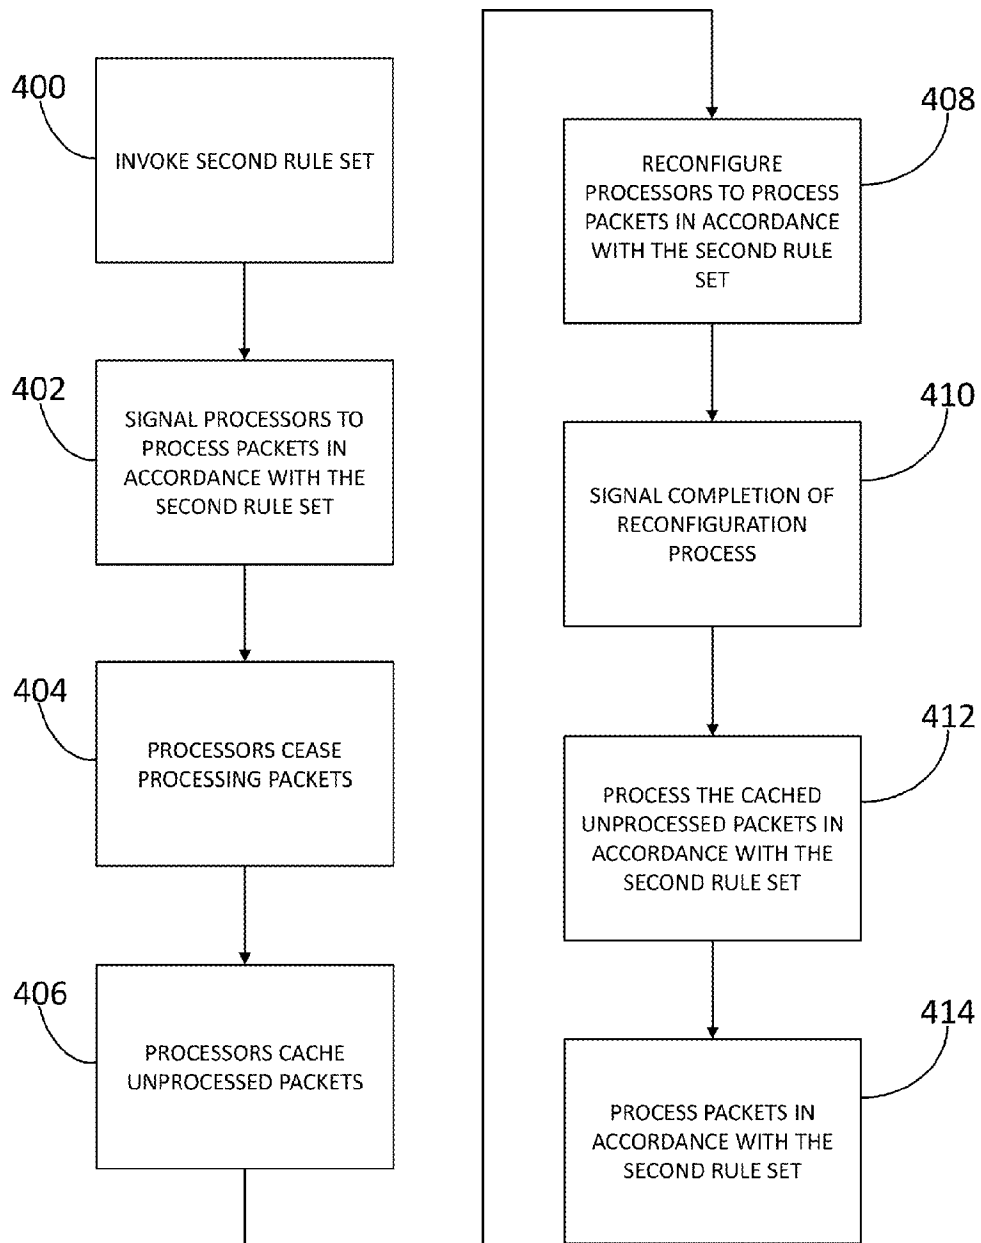 400
INVOKE SECOND RULE SET
402
SIGNAL PROCESSORS TO
PROCESS PACKETS IN
ACCORDANCE WITH THE
SECOND RULE SET
404
PROCESSORS CEASE
PROCESSING PACKETS
406
PROCESSORS CACHE
UNPROCESSED PACKETS
408
RECONFIGURE
PROCESSORS TO PROCESS
PACKETS IN ACCORDANCE
WITH THE SECOND RULE
SET
410
SIGNAL COMPLETION OF
RECONFIGURATION
PROCESS
412
PROCESS THE CACHED
UNPROCESSED PACKETS IN
ACCORDANCE WITH THE
SECOND RULE SET
414
PROCESS PACKETS IN
ACCORDANCE WITH THE
SECOND RULE SET